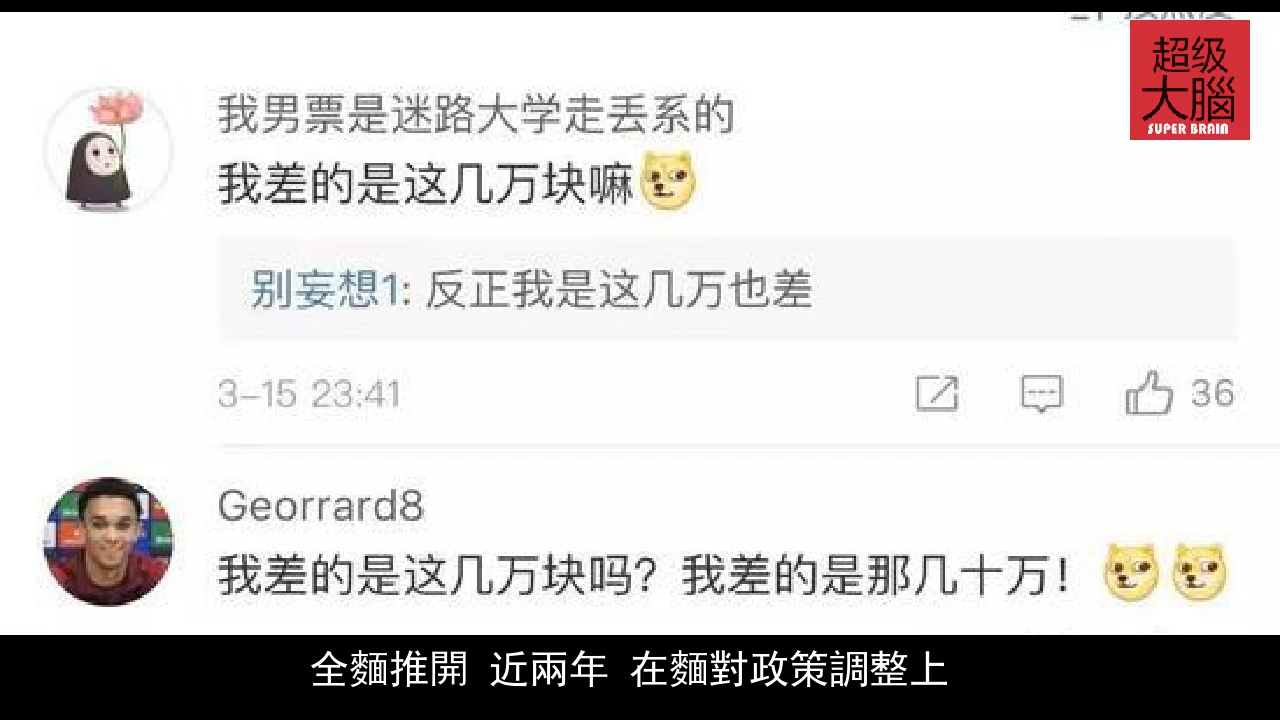 超级
大腦
SUPER BRAIN
我男票是迷路大学走丢系的
我差的是这几万块嘛
别妄想1: 反正我是这几万也差
3-15 23:41
36
Georrard8
我差的是这几万块吗？我差的是那几十万！
全麵推開 近兩年 在麵對政策調整上